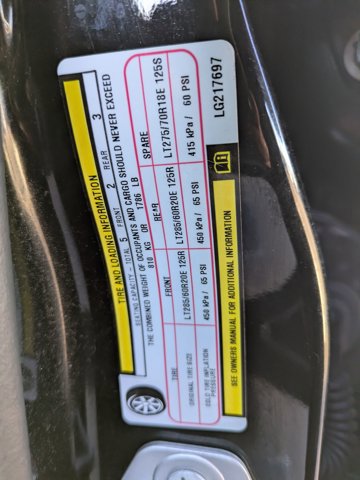 TIRE AND LOADING INFORMATION
SEATING CAPACITY - TOTAL 5 FRONT 2 REAR 3
THE COMBINED WEIGHT OF OCCUPANTS AND CARGO SHOULD NEVER EXCEED
810 KG OR 1786 LB
TIRE FRONT REAR SPARE
ORIGINAL TIRE SIZE LT285/60R20E 125R LT285/60R20E 125R LT275/70R18E 125S
COLD TIRE INFLATION PRESSURE 450 kPa / 65 PSI 450 kPa / 65 PSI 415 kPa / 60 PSI
SEE OWNERS MANUAL FOR ADDITIONAL INFORMATION
LG217697